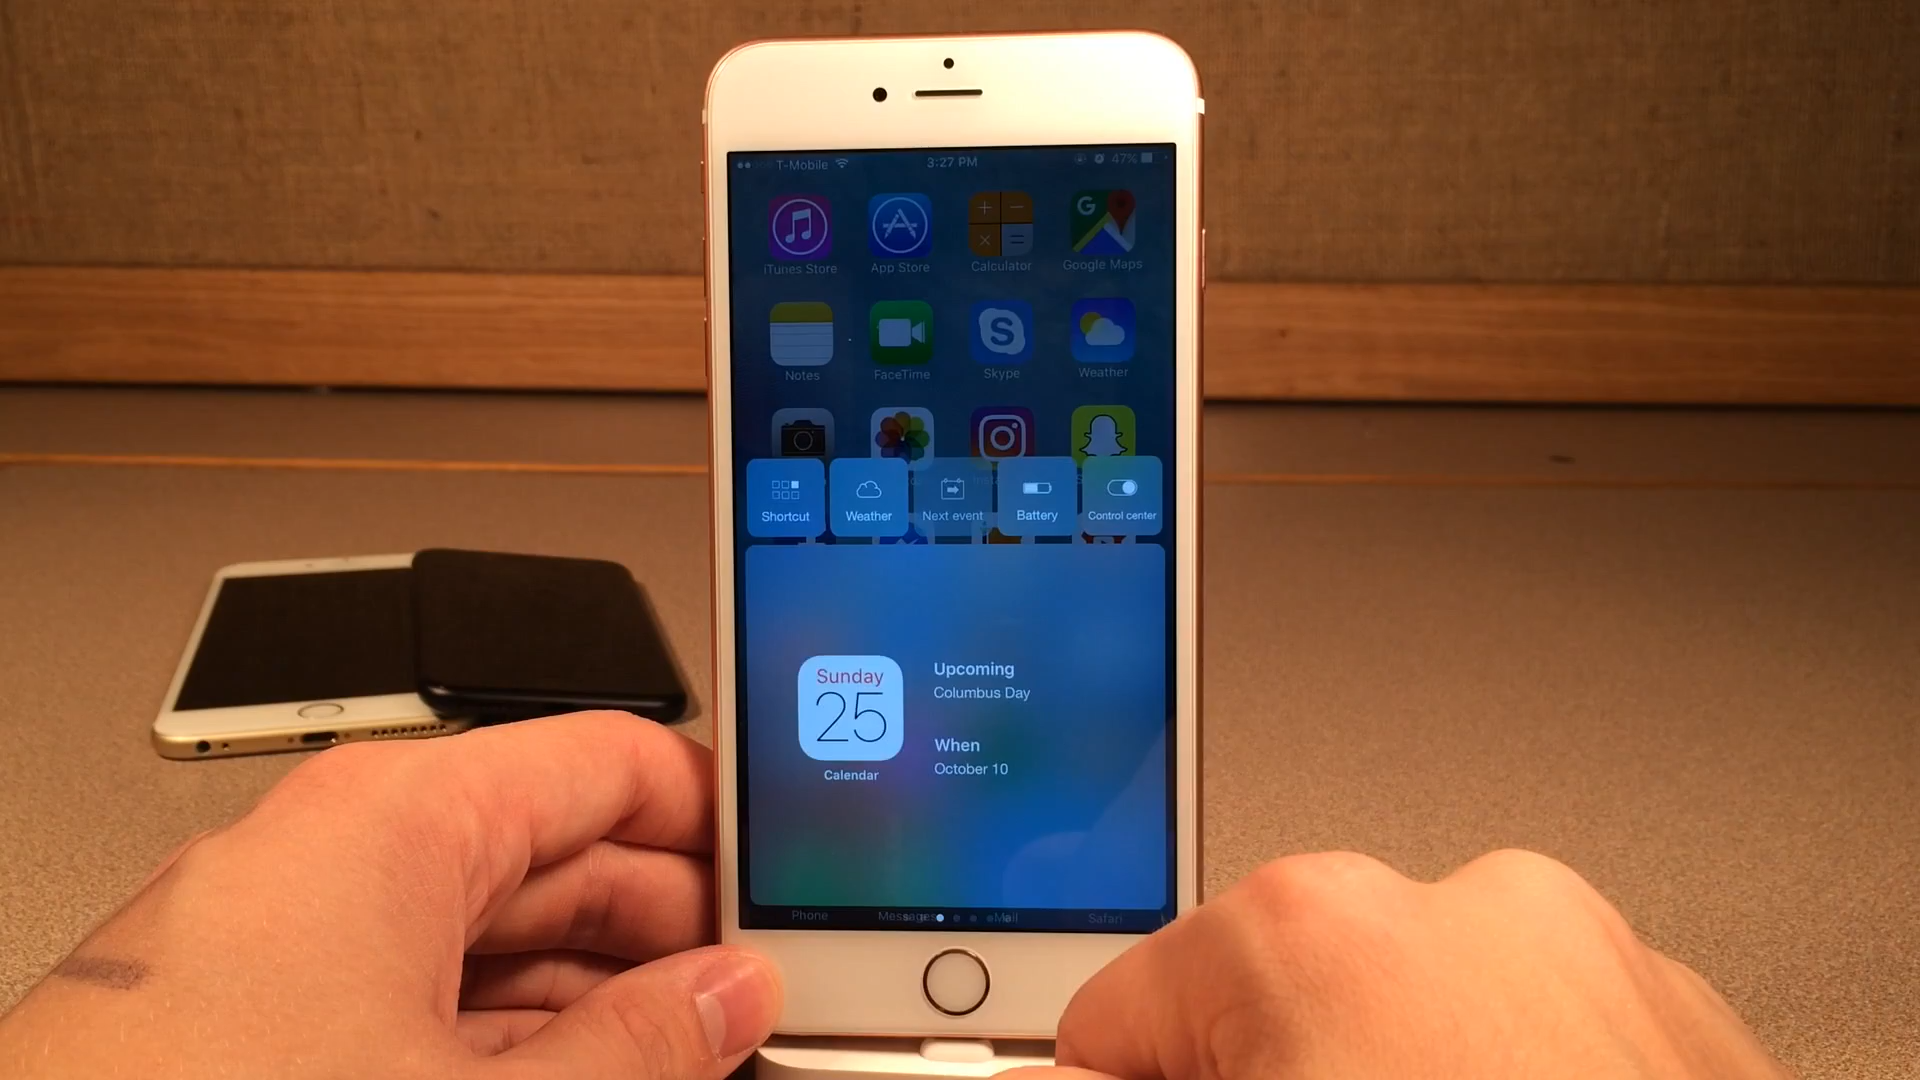 T-Mobile 3:27 PM 47%
iTunes Store App Store Calculator Google Maps
Notes FaceTime Skype Weather
Shortcut Weather Next event Battery Control center
Sunday
25
Calendar
Upcoming
Columbus Day
When
October 10
Phone Messages Mail Safari